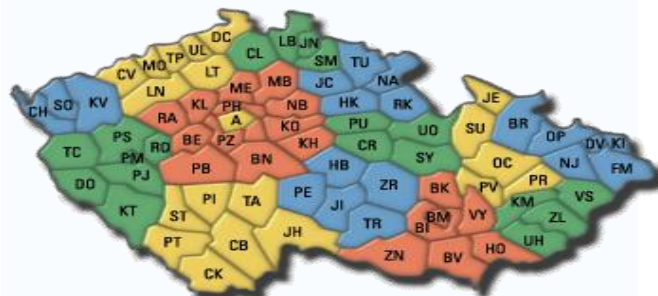 DC
LB
JN
UL
TP
MO
CV
CL
SM
TU
LT
LN
ME
MB
JC
NA
CH
SO
KV
KL
PH
NB
HK
RK
JE
RA
A
KO
PU
UO
SU
BR
OP
DV
KI
PS
RO
BE
PZ
KH
CR
SY
OC
NJ
FM
TC
PM
PJ
PB
BN
HB
ZR
BK
PV
PR
VS
DO
KT
ST
PI
TA
PE
JI
TR
BI
BM
VY
KM
ZL
PT
CB
JH
ZN
BV
HO
UH
CK